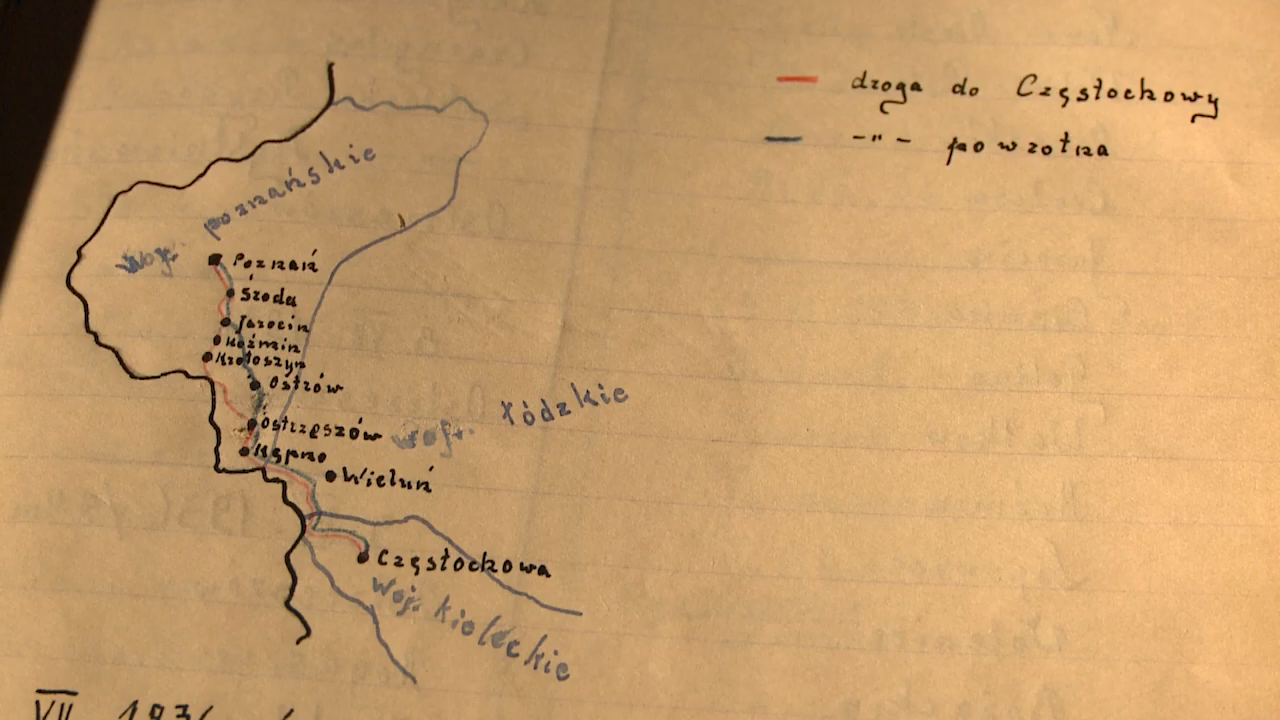 droga do Częstochowy
-"- powrotna
woj. poznańskie
Poznań
Środa
Jarocin
Koźmin
Krotoszyn
Ostrów
Ostrzeszów
woj. łódzkie
Kępno
Wieluń
Częstochowa
woj. kieleckie
VII